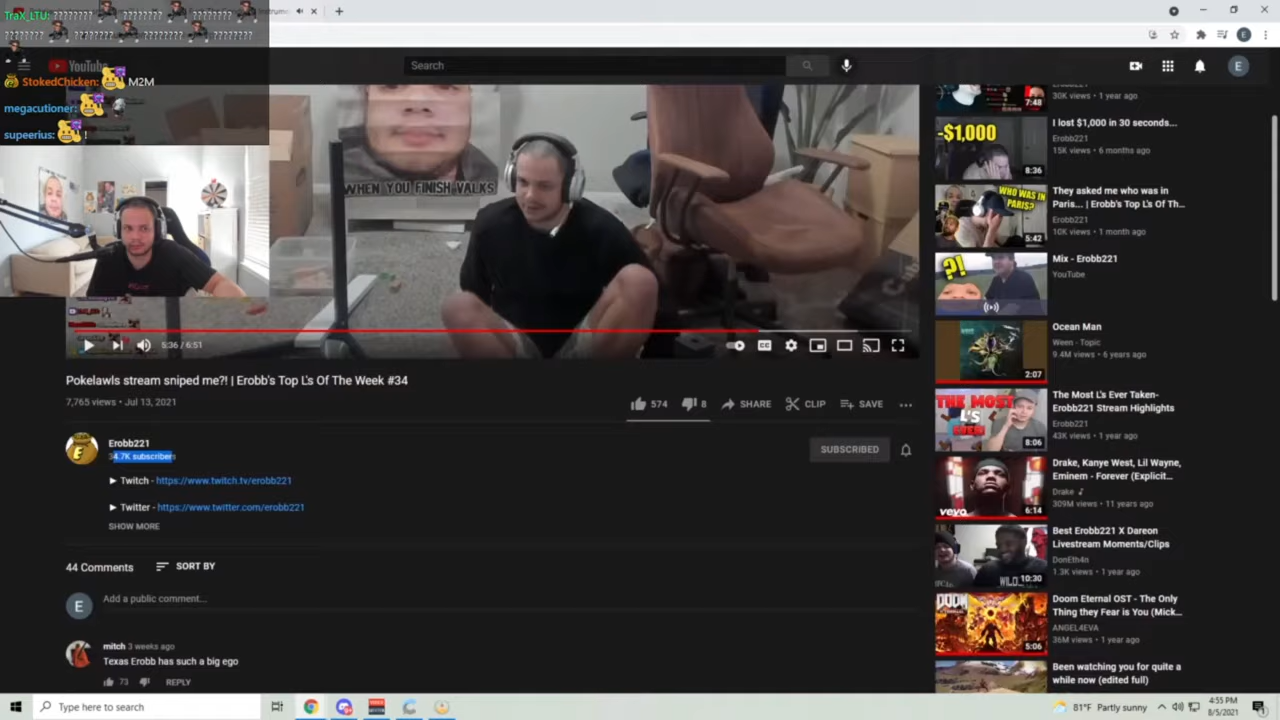 TraX_LTU: ???????? ???????? ???????? ????????
???????? ???????? ???????? ????????
StokedChicken: M2M
megacutioner:
supeerius: !
YouTube
Search
E
WHEN YOU FINISH VALKS
5:36 / 6:51
Pokelawls stream sniped me?! | Erobb's Top L's Of The Week #34
7,765 views • Jul 13, 2021
574
8
SHARE
CLIP
SAVE
Erobb221
34.7K subscribers
SUBSCRIBED
► Twitch - https://www.twitch.tv/erobb221
► Twitter - https://www.twitter.com/erobb221
SHOW MORE
44 Comments
SORT BY
E
Add a public comment...
mitch 3 weeks ago
Texas Erobb has such a big ego
73
REPLY
30K views • 1 year ago
7:48
-$1,000
8:36
I lost $1,000 in 30 seconds...
Erobb221
15K views • 6 months ago
WHO WAS IN
PARIS?
5:42
They asked me who was in
Paris... | Erobb's Top L's Of Th...
Erobb221
10K views • 1 month ago
?!
Mix - Erobb221
YouTube
2:07
Ocean Man
Ween - Topic
9.4M views • 6 years ago
THE MOST
L'S
EVER
8:06
The Most L's Ever Taken-
Erobb221 Stream Highlights
Erobb221
43K views • 1 year ago
vevo
6:14
Drake, Kanye West, Lil Wayne,
Eminem - Forever (Explicit...
Drake ♪
309M views • 11 years ago
10:30
Best Erobb221 X Dareon
Livestream Moments/Clips
DonEth4n
1.3K views • 1 year ago
DOOM
5:06
Doom Eternal OST - The Only
Thing they Fear is You (Mick...
ANGEL4EVA
36M views • 1 year ago
Been watching you for quite a
while now (edited full)
Type here to search
81°F Partly sunny
4:55 PM
8/5/2021